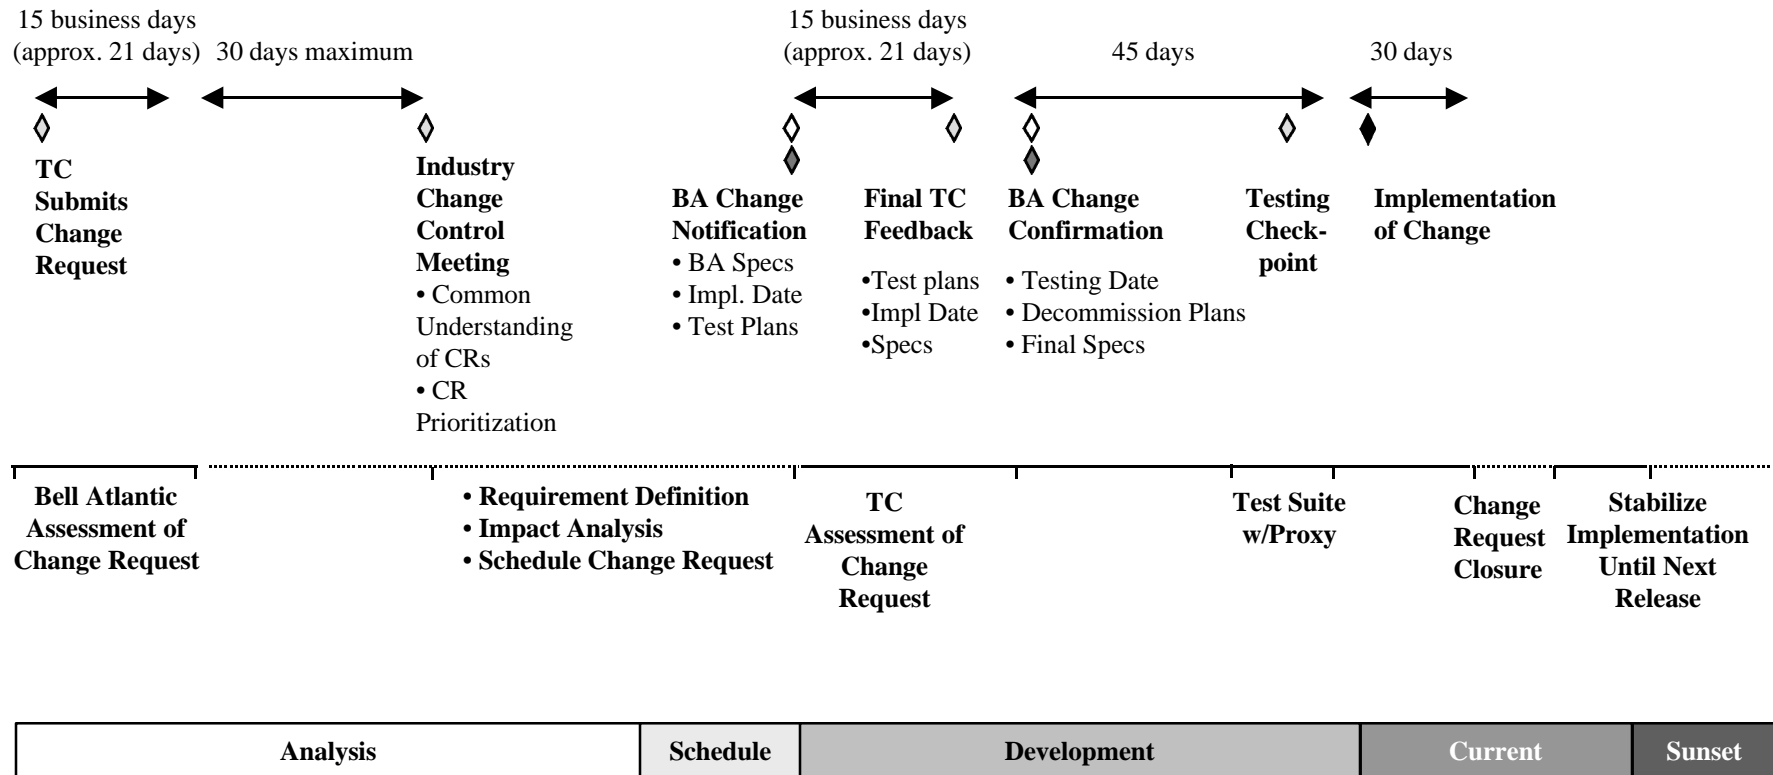 15 business days
(approx. 21 days)
30 days maximum
15 business days
(approx. 21 days)
45 days
30 days
TC
Submits
Change
Request
Industry
Change
Control
Meeting
• Common
Understanding
of CRs
• CR
Prioritization
BA Change
Notification
• BA Specs
• Impl. Date
• Test Plans
Final TC
Feedback
•Test plans
•Impl Date
•Specs
BA Change
Confirmation
• Testing Date
• Decommission Plans
• Final Specs
Testing
Check-
point
Implementation
of Change
Bell Atlantic
Assessment of
Change Request
• Requirement Definition
• Impact Analysis
• Schedule Change Request
TC
Assessment of
Change
Request
Test Suite
w/Proxy
Change
Request
Closure
Stabilize
Implementation
Until Next
Release
Analysis
Schedule
Development
Current
Sunset